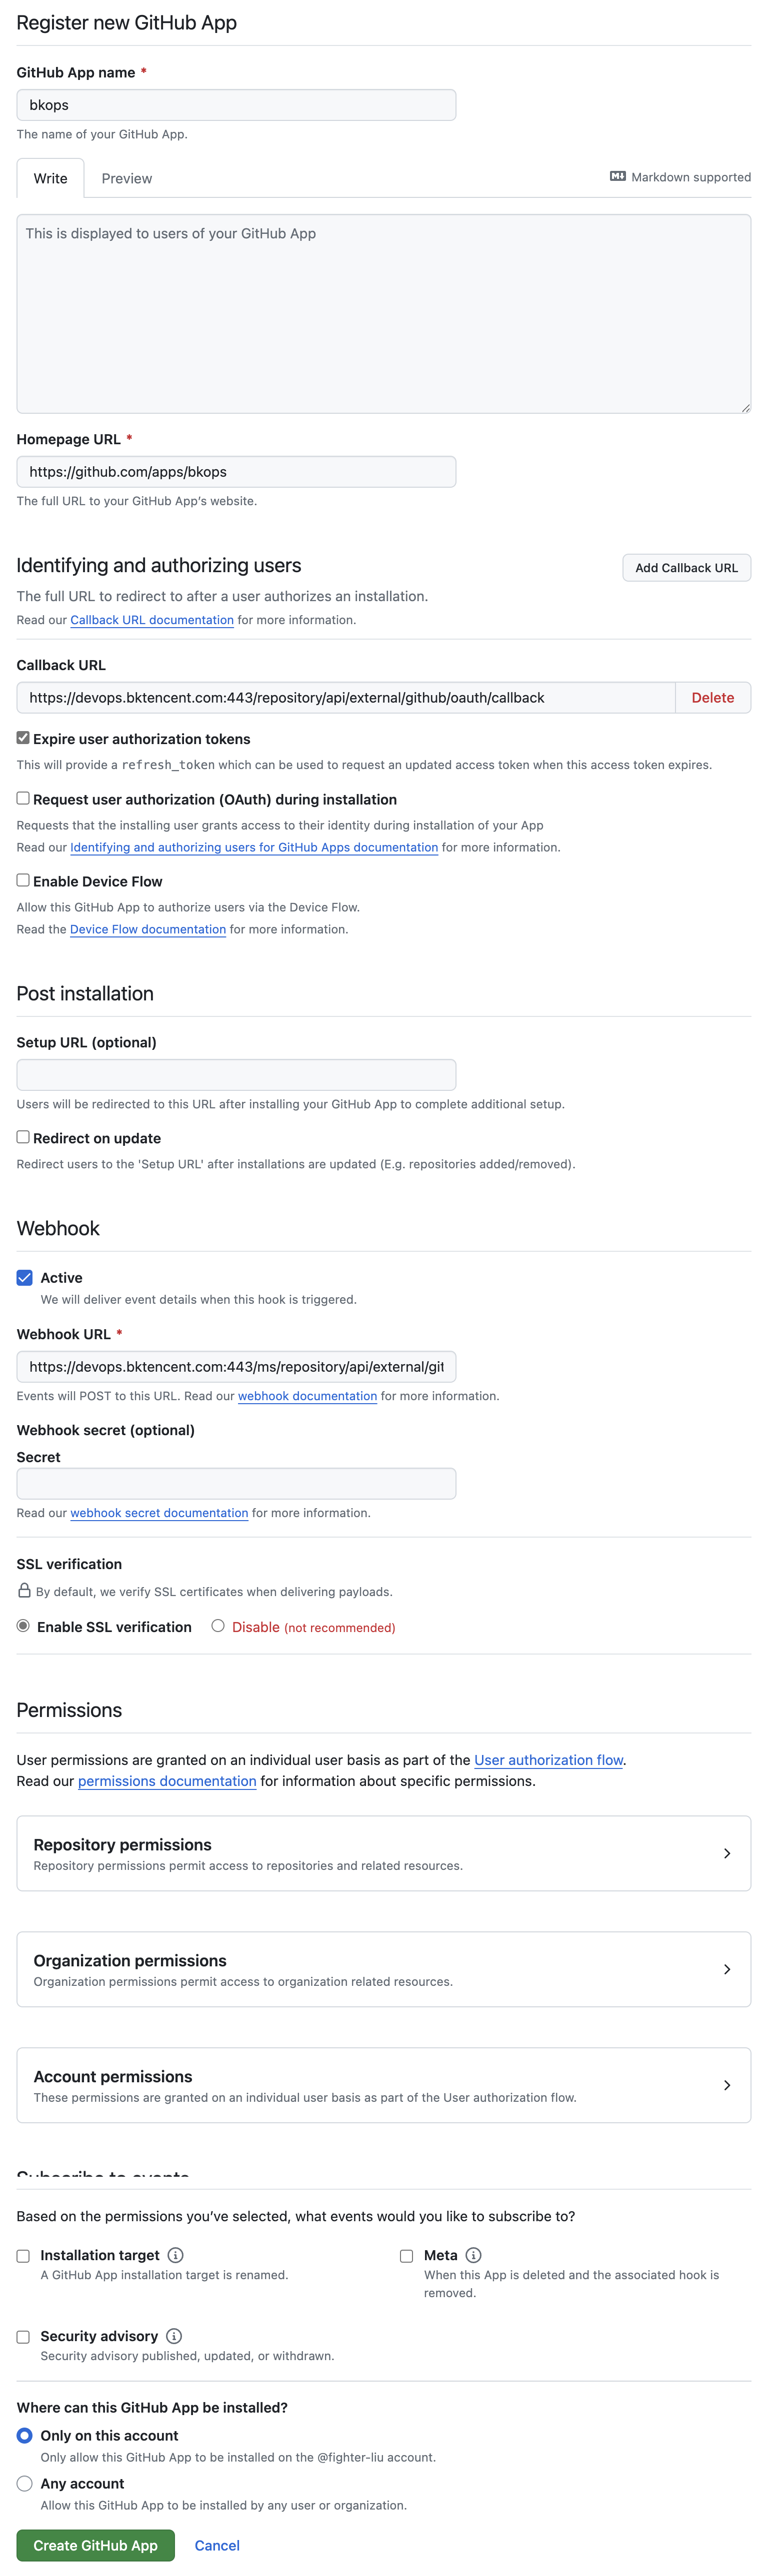 Register new GitHub App
GitHub App name *
bkops
The name of your GitHub App.
Write
Preview
Markdown supported
This is displayed to users of your GitHub App
Homepage URL *
https://github.com/apps/bkops
The full URL to your GitHub App's website.
Identifying and authorizing users
Add Callback URL
The full URL to redirect to after a user authorizes an installation.
Read our Callback URL documentation for more information.
Callback URL
https://devops.bktencent.com:443/repository/api/external/github/oauth/callback
Delete
Expire user authorization tokens
This will provide a refresh_token which can be used to request an updated access token when this access token expires.
Request user authorization (OAuth) during installation
Requests that the installing user grants access to their identity during installation of your App
Read our Identifying and authorizing users for GitHub Apps documentation for more information.
Enable Device Flow
Allow this GitHub App to authorize users via the Device Flow.
Read the Device Flow documentation for more information.
Post installation
Setup URL (optional)
Users will be redirected to this URL after installing your GitHub App to complete additional setup.
Redirect on update
Redirect users to the 'Setup URL' after installations are updated (E.g. repositories added/removed).
Webhook
Active
We will deliver event details when this hook is triggered.
Webhook URL *
https://devops.bktencent.com:443/ms/repository/api/external/git
Events will POST to this URL. Read our webhook documentation for more information.
Webhook secret (optional)
Secret
Read our webhook secret documentation for more information.
SSL verification
By default, we verify SSL certificates when delivering payloads.
Enable SSL verification
Disable (not recommended)
Permissions
User permissions are granted on an individual user basis as part of the User authorization flow.
Read our permissions documentation for information about specific permissions.
Repository permissions
Repository permissions permit access to repositories and related resources.
Organization permissions
Organization permissions permit access to organization related resources.
Account permissions
These permissions are granted on an individual user basis as part of the User authorization flow.
Subscribe to events
Based on the permissions you've selected, what events would you like to subscribe to?
Installation target
A GitHub App installation target is renamed.
Meta
When this App is deleted and the associated hook is
removed.
Security advisory
Security advisory published, updated, or withdrawn.
Where can this GitHub App be installed?
Only on this account
Only allow this GitHub App to be installed on the @fighter-liu account.
Any account
Allow this GitHub App to be installed by any user or organization.
Create GitHub App
Cancel